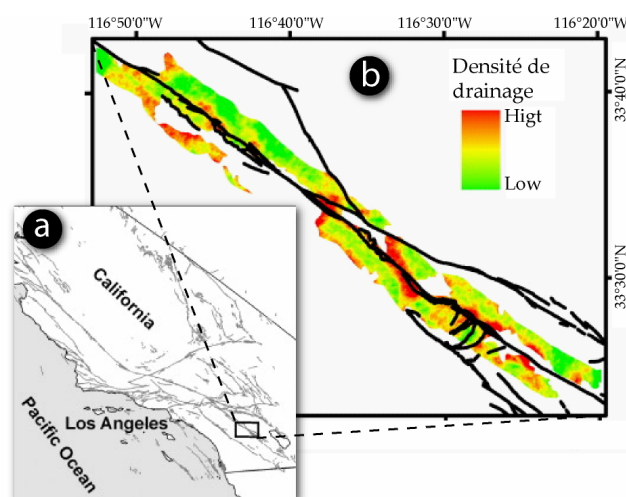 116°50'0"W
116°40'0"W
116°30'0"W
116°20'0"W
b
Densité de
drainage
Higt
Low
33°40'0"N
33°30'0"N
a
California
Los Angeles
Pacific Ocean